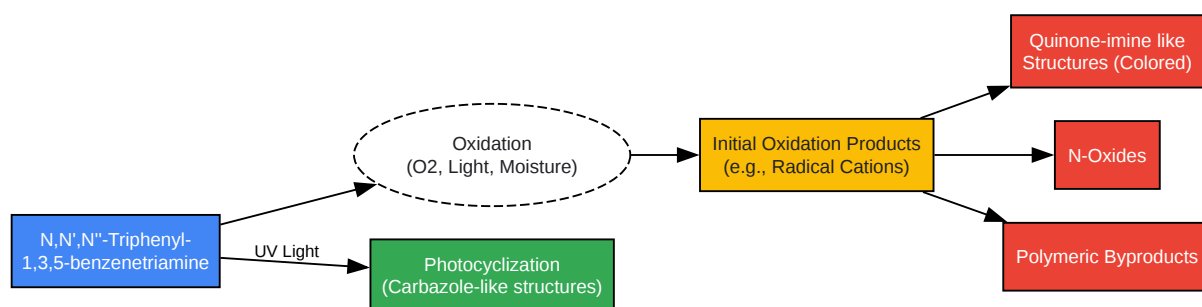 N,N',N''-Triphenyl-
1,3,5-benzenetriamine
UV Light
Oxidation
(O2, Light, Moisture)
Photocyclization
(Carbazole-like structures)
Initial Oxidation Products
(e.g., Radical Cations)
Quinone-imine like
Structures (Colored)
N-Oxides
Polymeric Byproducts